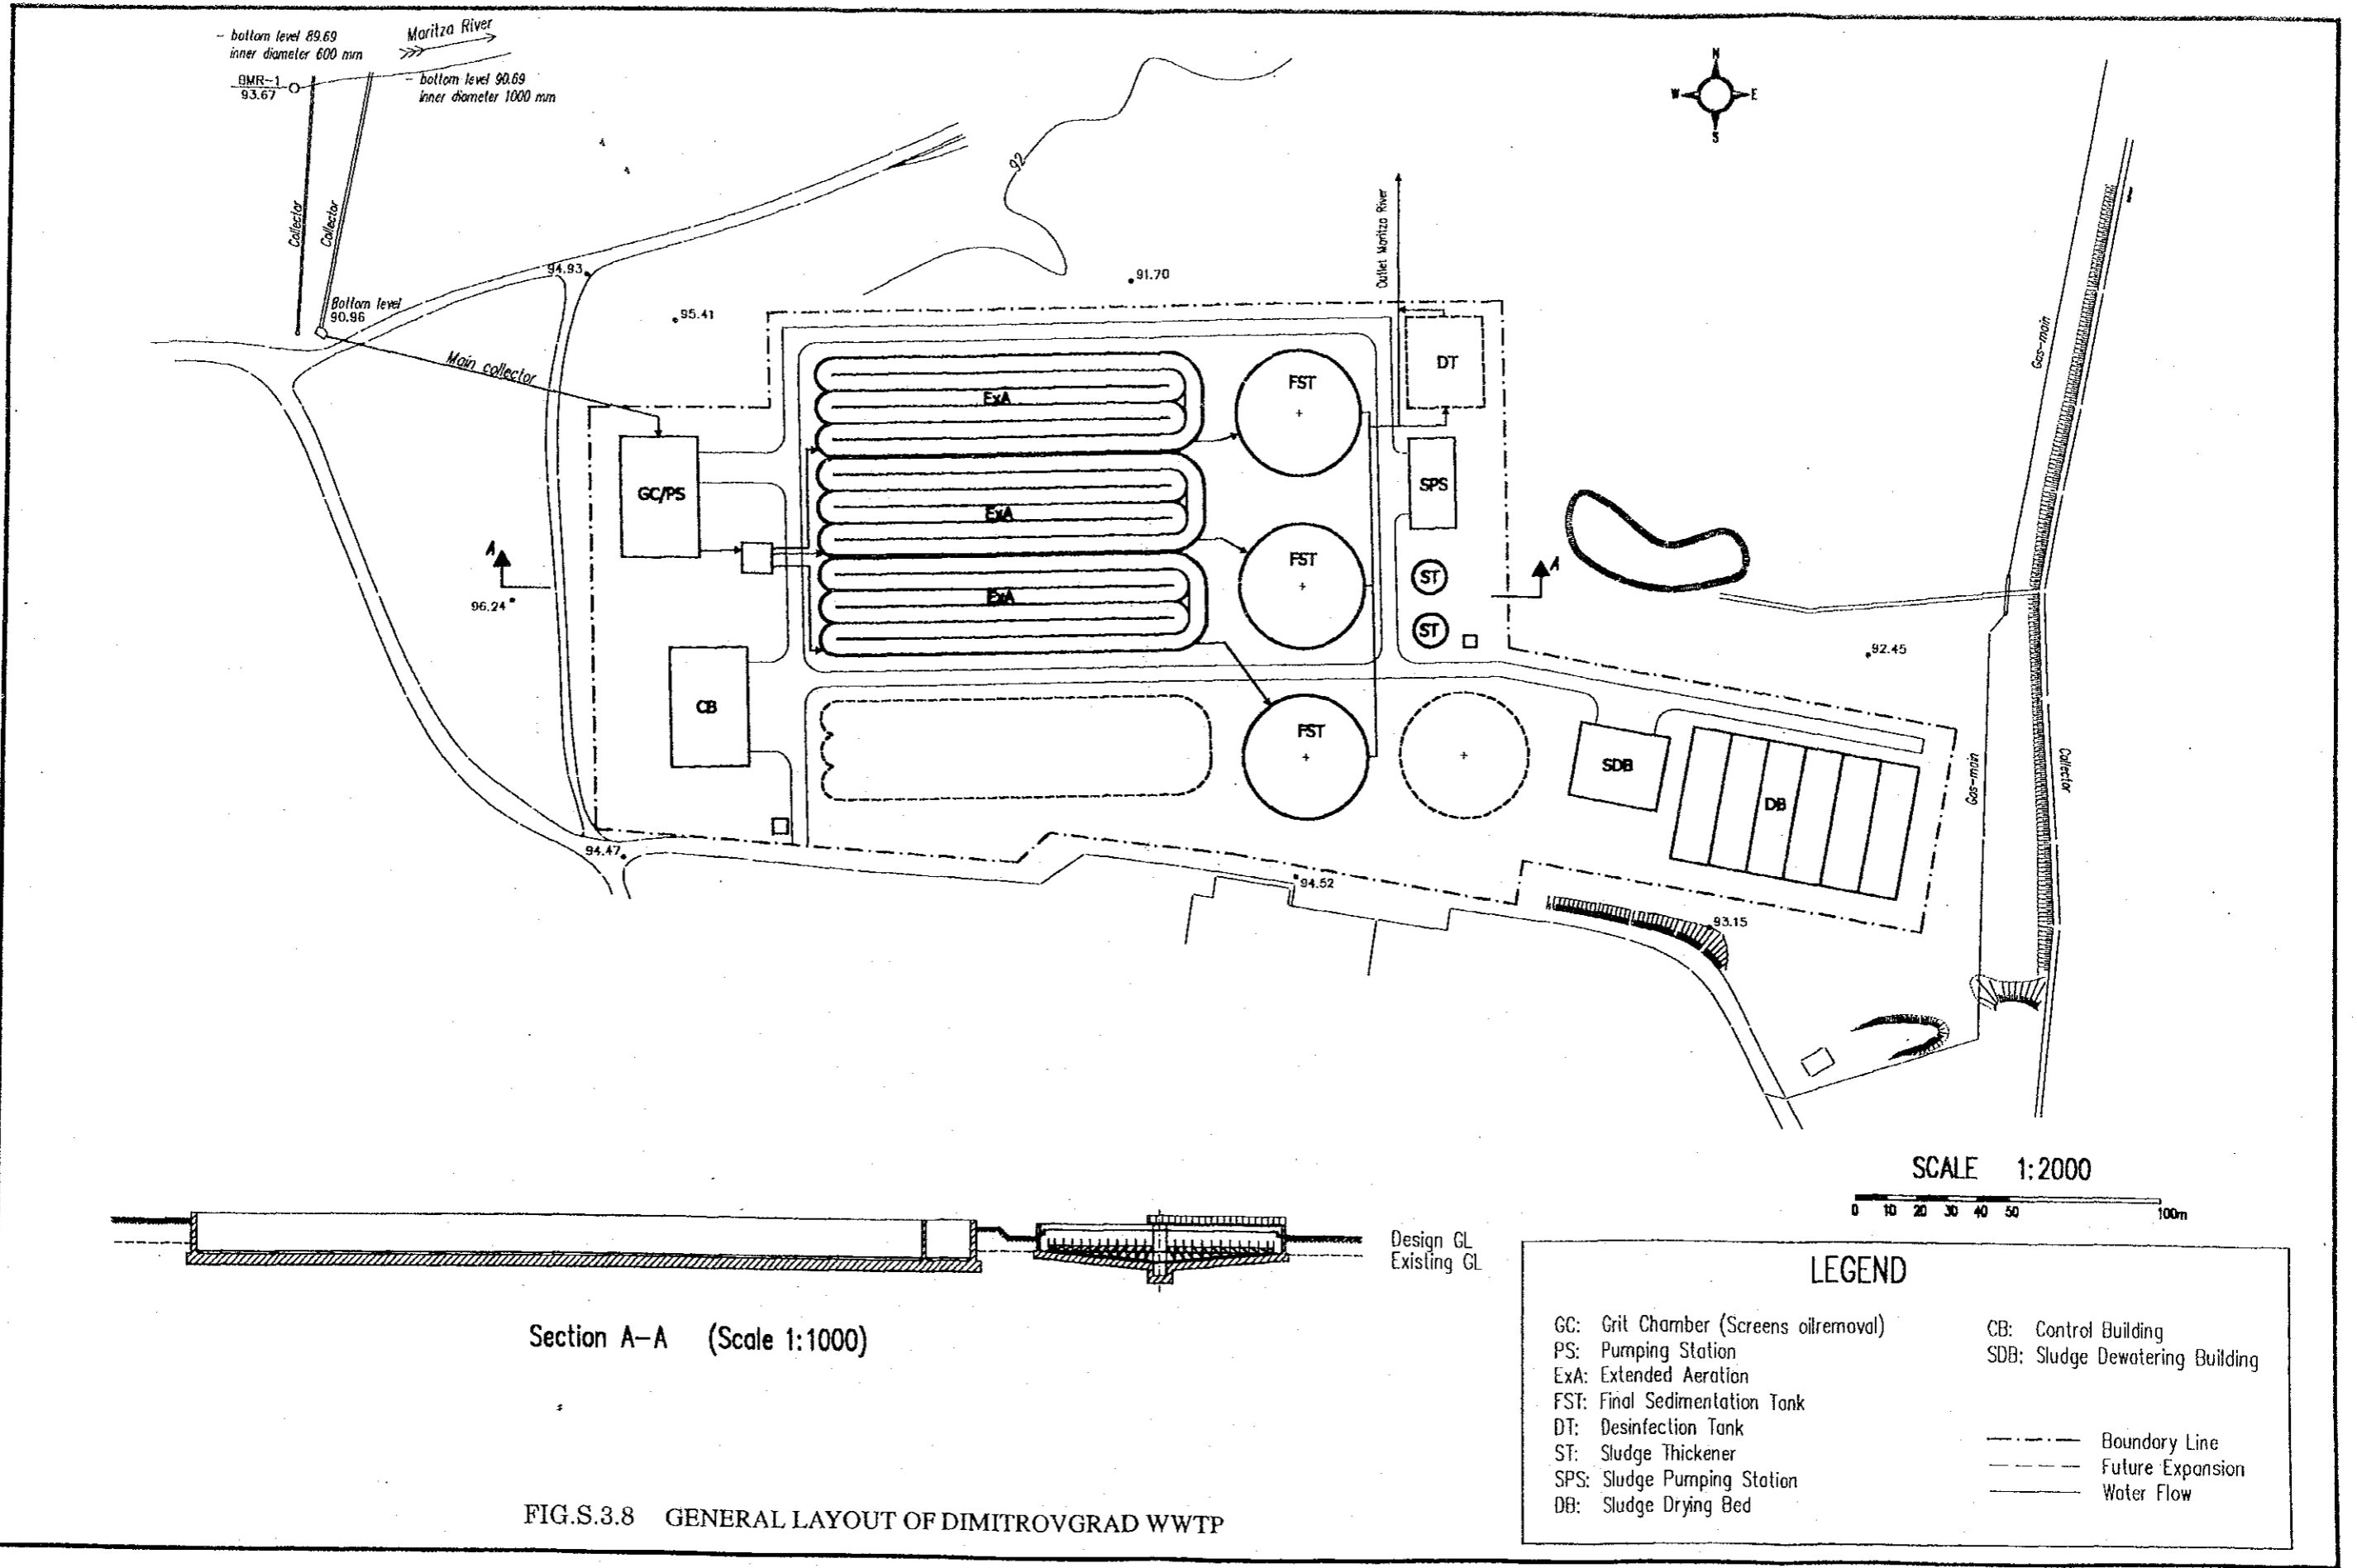 - bottom level 89.69
inner diameter 600 mm
Maritza River
BMR-1
93.67
- bottom level 90.69
inner diameter 1000 mm
N
W
E
S
92
Collector
Collector
Outlet Maritza River
94.93
91.70
Bottom level
90.96
95.41
Main collector
Gas-main
DT
FST
ExA
GC/PS
SPS
ExA
A
FST
ST
A
96.24
ExA
ST
92.45
CB
FST
SDB
Gas-main
Collector
DB
94.47
94.52
93.15
SCALE 1:2000
0 10 20 30 40 50 100m
Design GL
Existing GL
Section A-A (Scale 1:1000)
LEGEND
GC: Grit Chamber (Screens oilremoval)
PS: Pumping Station
ExA: Extended Aeration
FST: Final Sedimentation Tank
DT: Desinfection Tank
ST: Sludge Thickener
SPS: Sludge Pumping Station
DB: Sludge Drying Bed
CB: Control Building
SDB: Sludge Dewatering Building
Boundary Line
Future Expansion
Water Flow
FIG.S.3.8 GENERAL LAYOUT OF DIMITROVGRAD WWTP